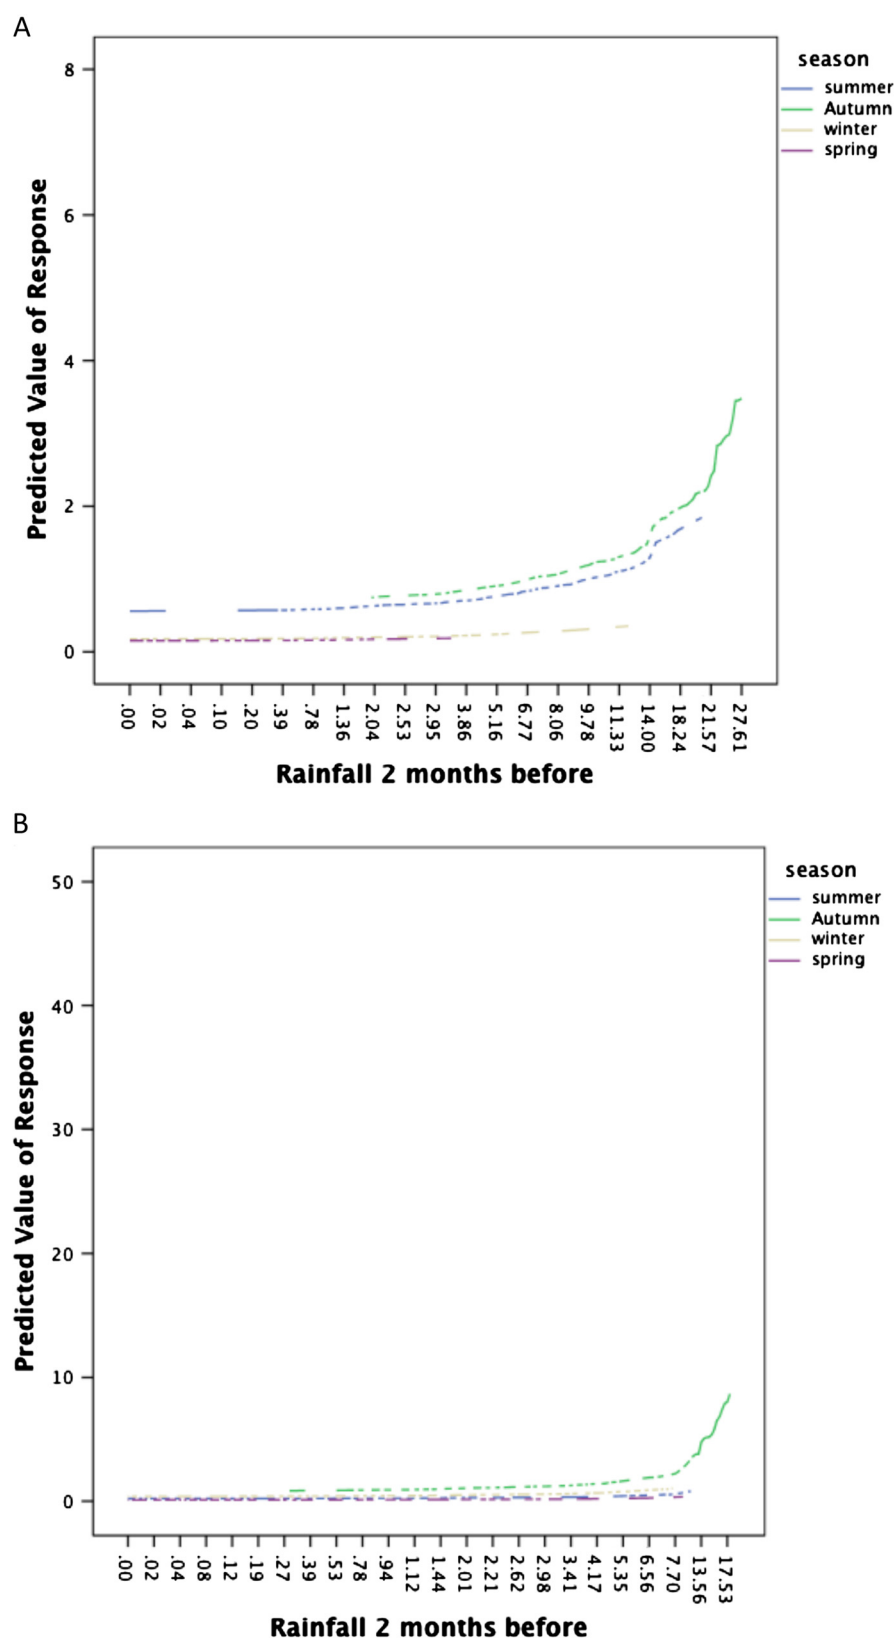 A
season
summer
Autumn
winter
spring
Predicted Value of Response
8
6
4
2
0
.00 .02 .04 .10 .20 .39 .78 1.36 2.04 2.53 2.95 3.86 5.16 6.77 8.06 9.78 11.33 14.00 18.24 21.57 27.61
Rainfall 2 months before
B
season
summer
Autumn
winter
spring
Predicted Value of Response
50
40
30
20
10
0
.00 .02 .04 .08 .12 .19 .27 .39 .53 .78 .94 1.12 1.44 2.01 2.21 2.62 2.98 3.41 4.17 5.35 6.56 7.70 13.56 17.53
Rainfall 2 months before